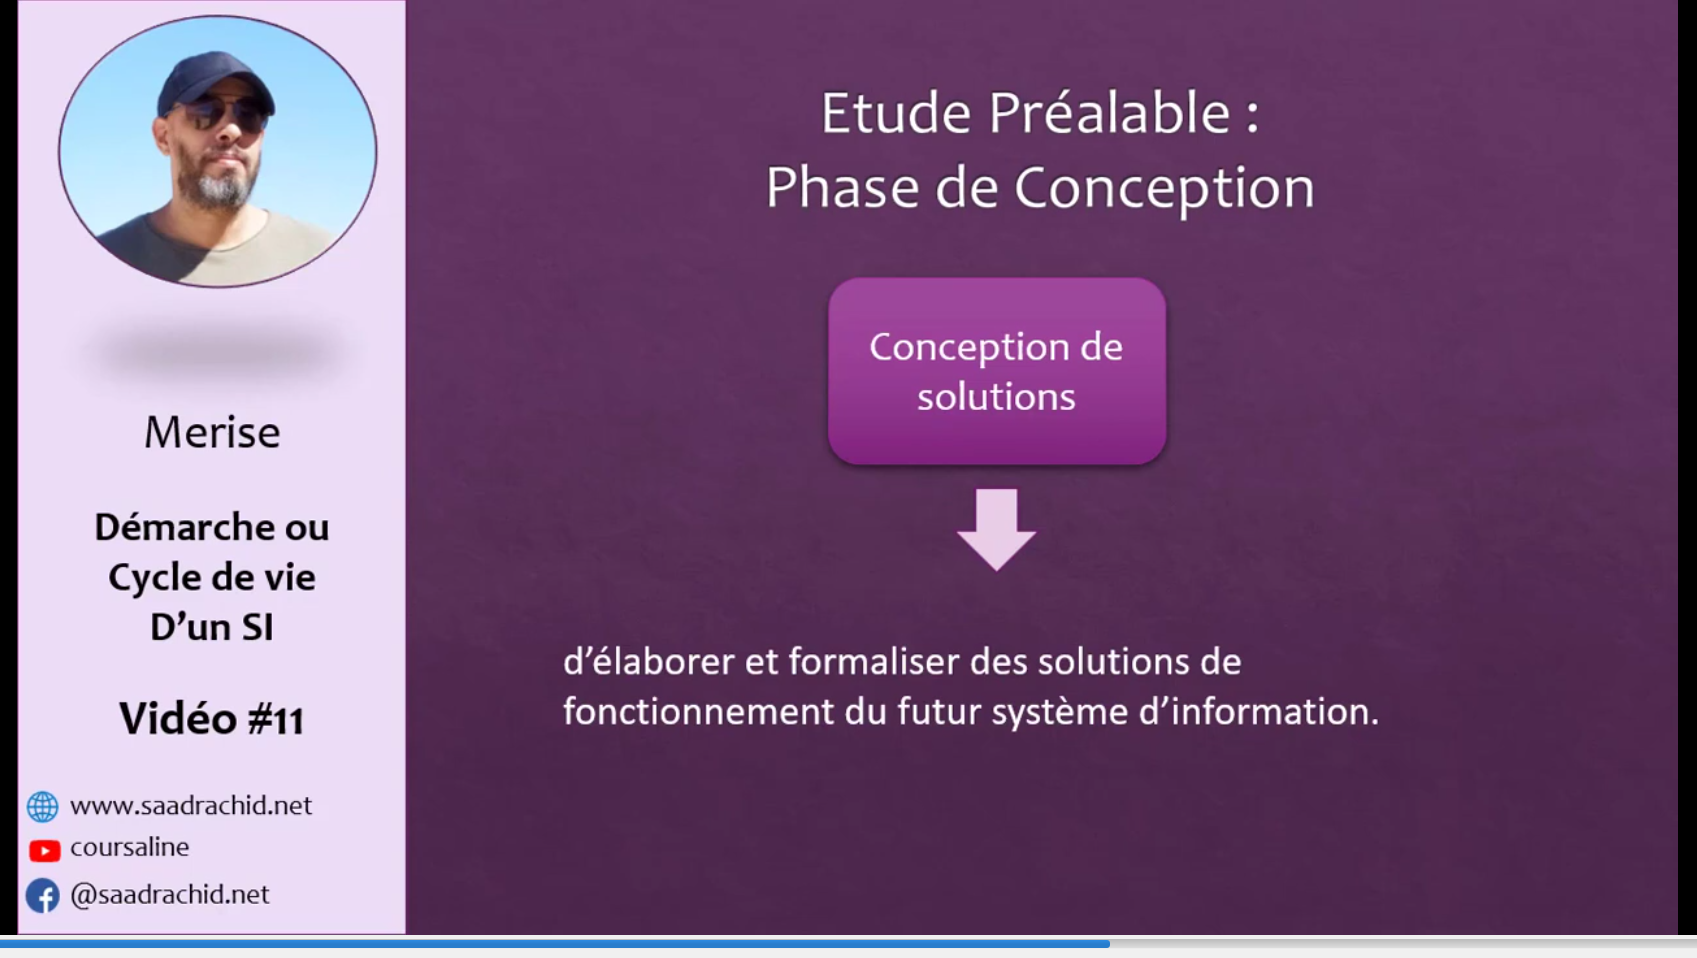 Merise
Démarche ou
Cycle de vie
D’un SI
Vidéo #11
www.saadrachid.net
coursaline
@saadrachid.net
Etude Préalable :
Phase de Conception
Conception de
solutions
d’élaborer et formaliser des solutions de
fonctionnement du futur système d’information.